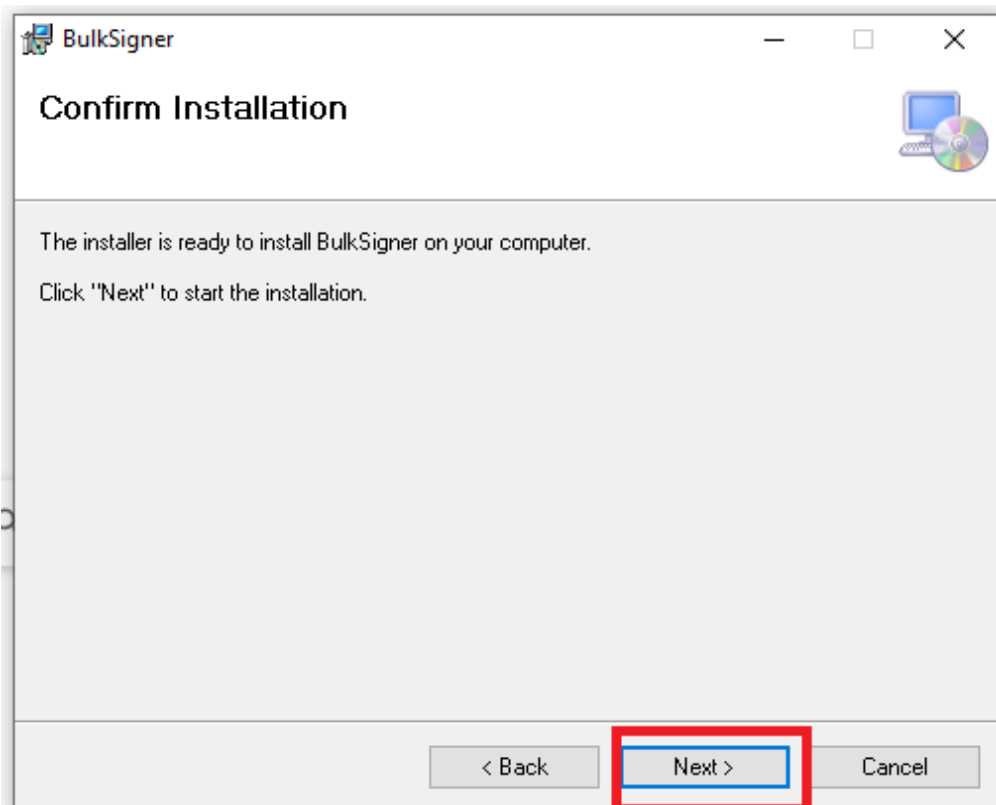 BulkSigner
Confirm Installation
The installer is ready to install BulkSigner on your computer.
Click "Next" to start the installation.
< Back
Next >
Cancel